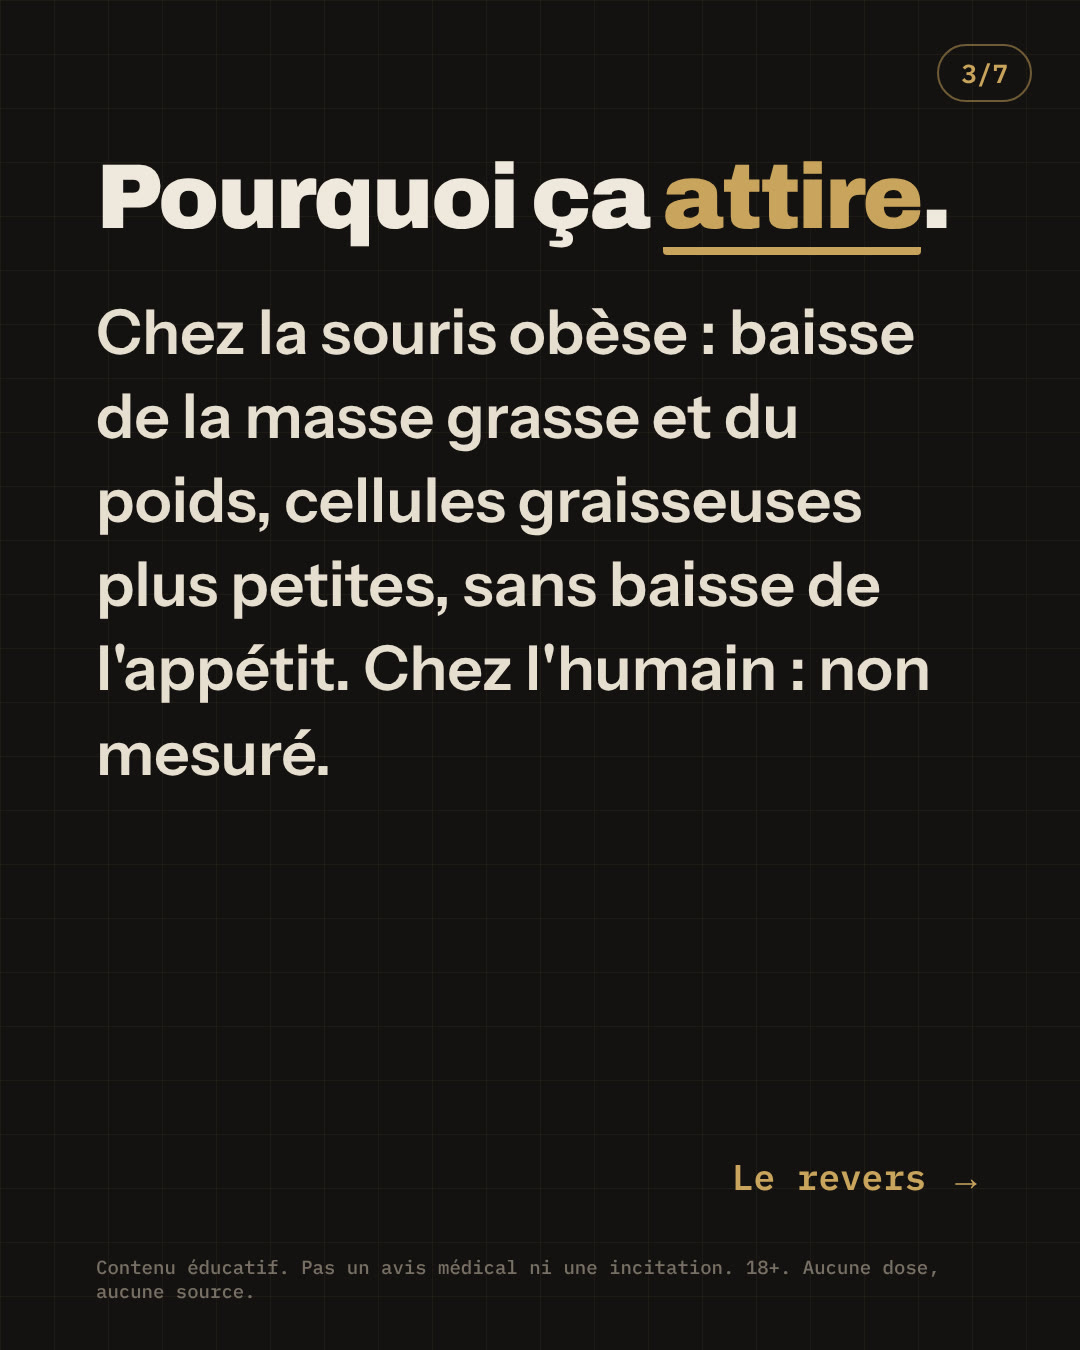 3/7
Pourquoi ça attire.
Chez la souris obèse : baisse
de la masse grasse et du
poids, cellules graisseuses
plus petites, sans baisse de
l'appétit. Chez l'humain : non
mesuré.
Le revers →
Contenu éducatif. Pas un avis médical ni une incitation. 18+. Aucune dose,
aucune source.